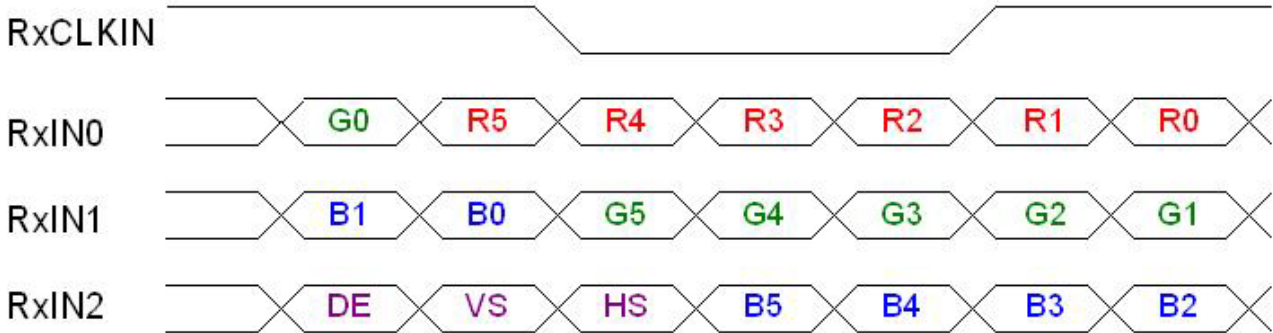 RxCLKIN
RxIN0 G0 R5 R4 R3 R2 R1 R0
RxIN1 B1 B0 G5 G4 G3 G2 G1
RxIN2 DE VS HS B5 B4 B3 B2